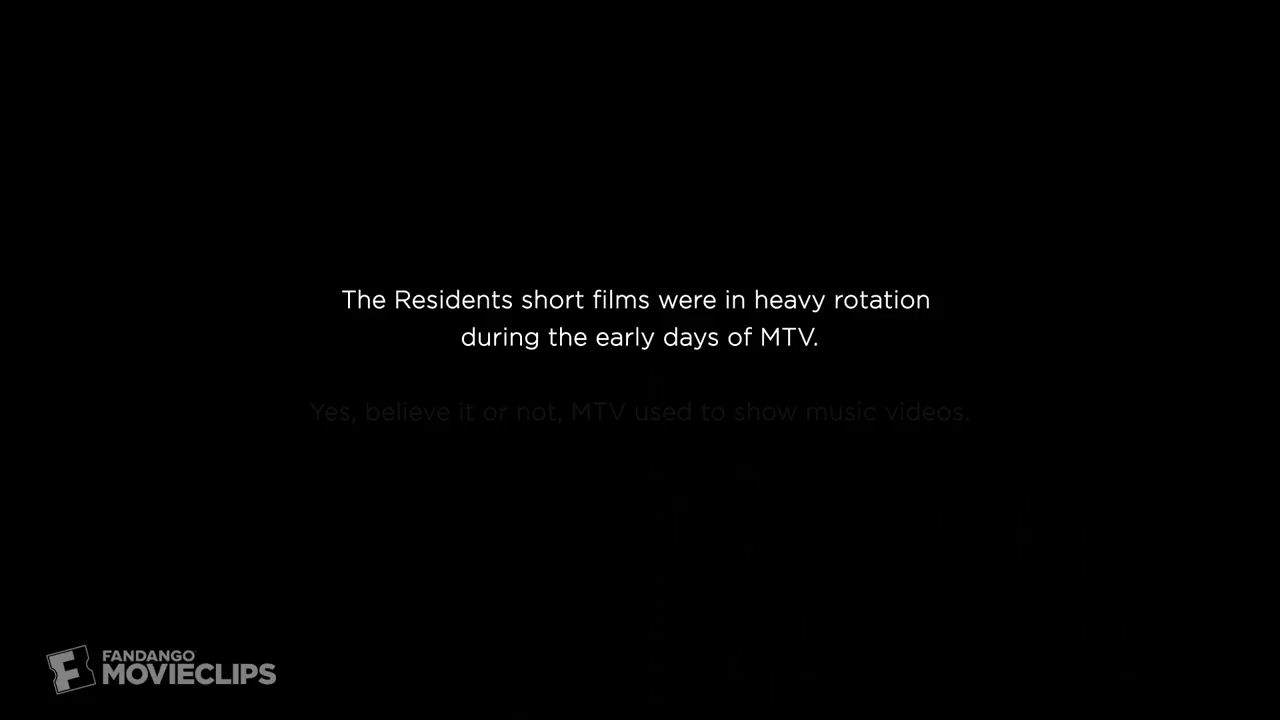 The Residents short films were in heavy rotation
during the early days of MTV.
Yes, believe it or not, MTV used to show music videos.
FANDANGO
MOVIECLIPS